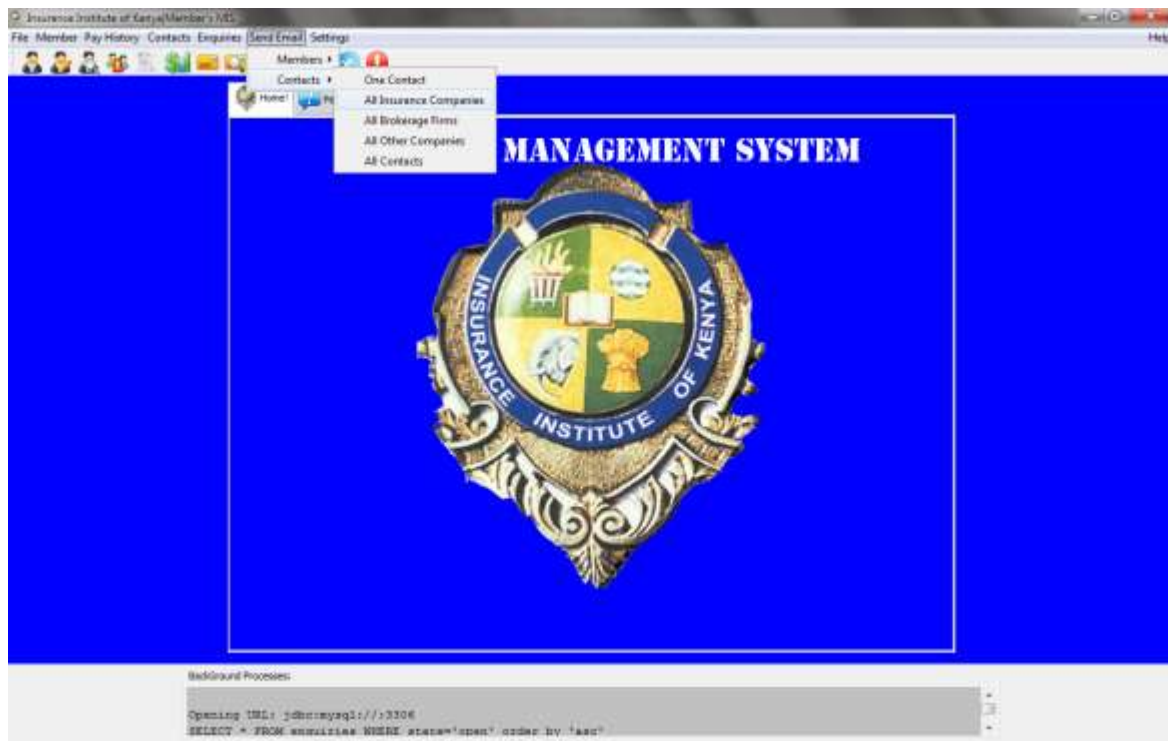 Insurance Institute of Kenya|Member's MIS
File Member Pay History Contacts Enquiries Send Email Settings Help
Members
Contacts
One Contact
All Insurance Companies
All Brokerage Firms
All Other Companies
All Contacts
Home!
MANAGEMENT SYSTEM
INSURANCE INSTITUTE OF KENYA
BackGround Processes:
Opening URL: jdbc:mysql://:3306
SELECT * FROM enquiries WHERE state='open' order by 'asc'